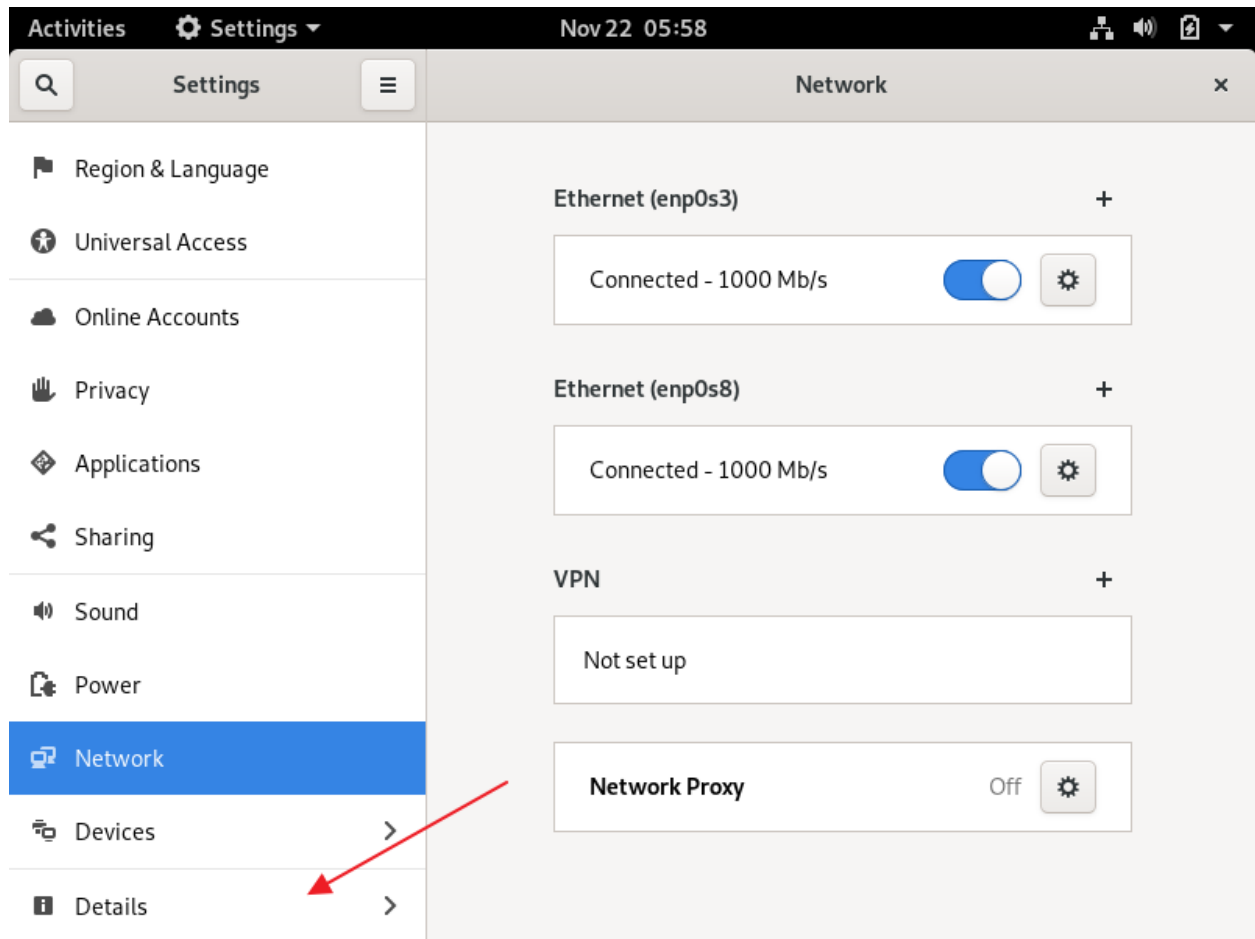 Activities Settings Nov 22 05:58
Settings
Network
Region & Language
Universal Access
Online Accounts
Privacy
Applications
Sharing
Sound
Power
Network
Devices
Details
Ethernet (enp0s3)
Connected - 1000 Mb/s
Ethernet (enp0s8)
Connected - 1000 Mb/s
VPN
Not set up
Network Proxy Off